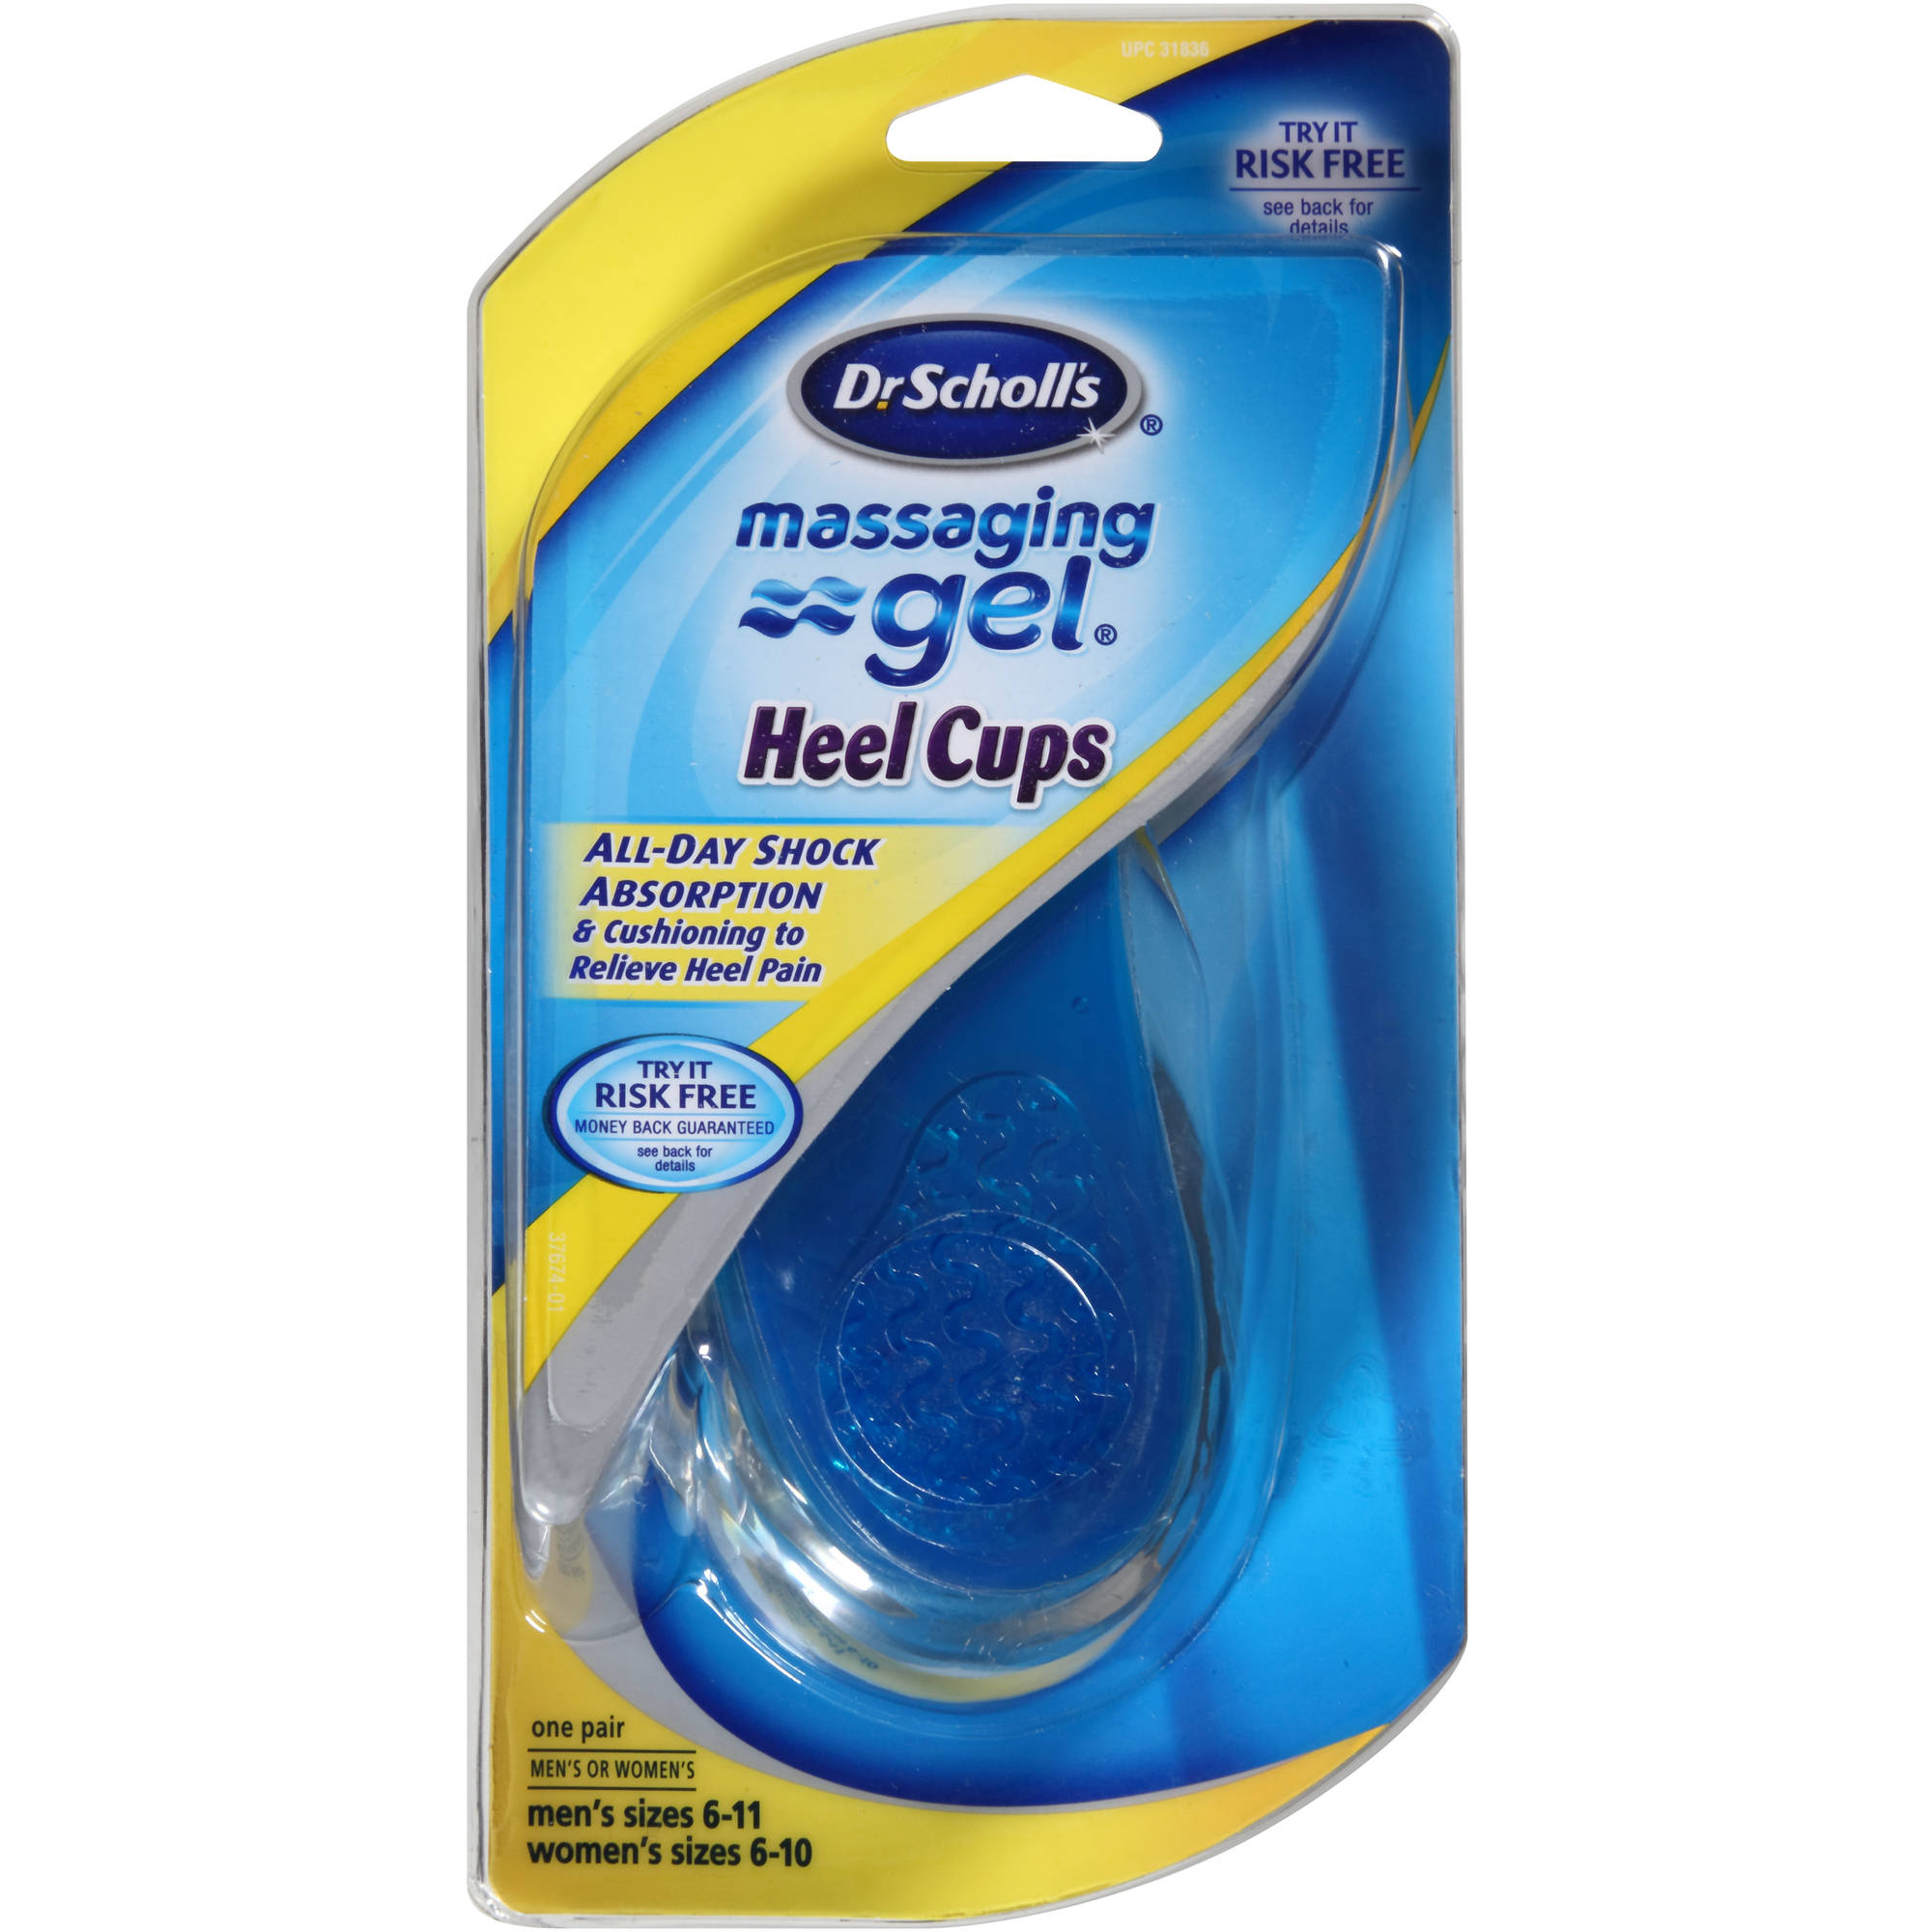 UPC 31836
TRY IT
RISK FREE
see back for
details
Dr. Scholl's®
massaging
gel®
Heel Cups
ALL-DAY SHOCK
ABSORPTION
& Cushioning to
Relieve Heel Pain
TRY IT
RISK FREE
MONEY BACK GUARANTEED
see back for
details
37674-01
one pair
MEN'S OR WOMEN'S
men's sizes 6-11
women's sizes 6-10